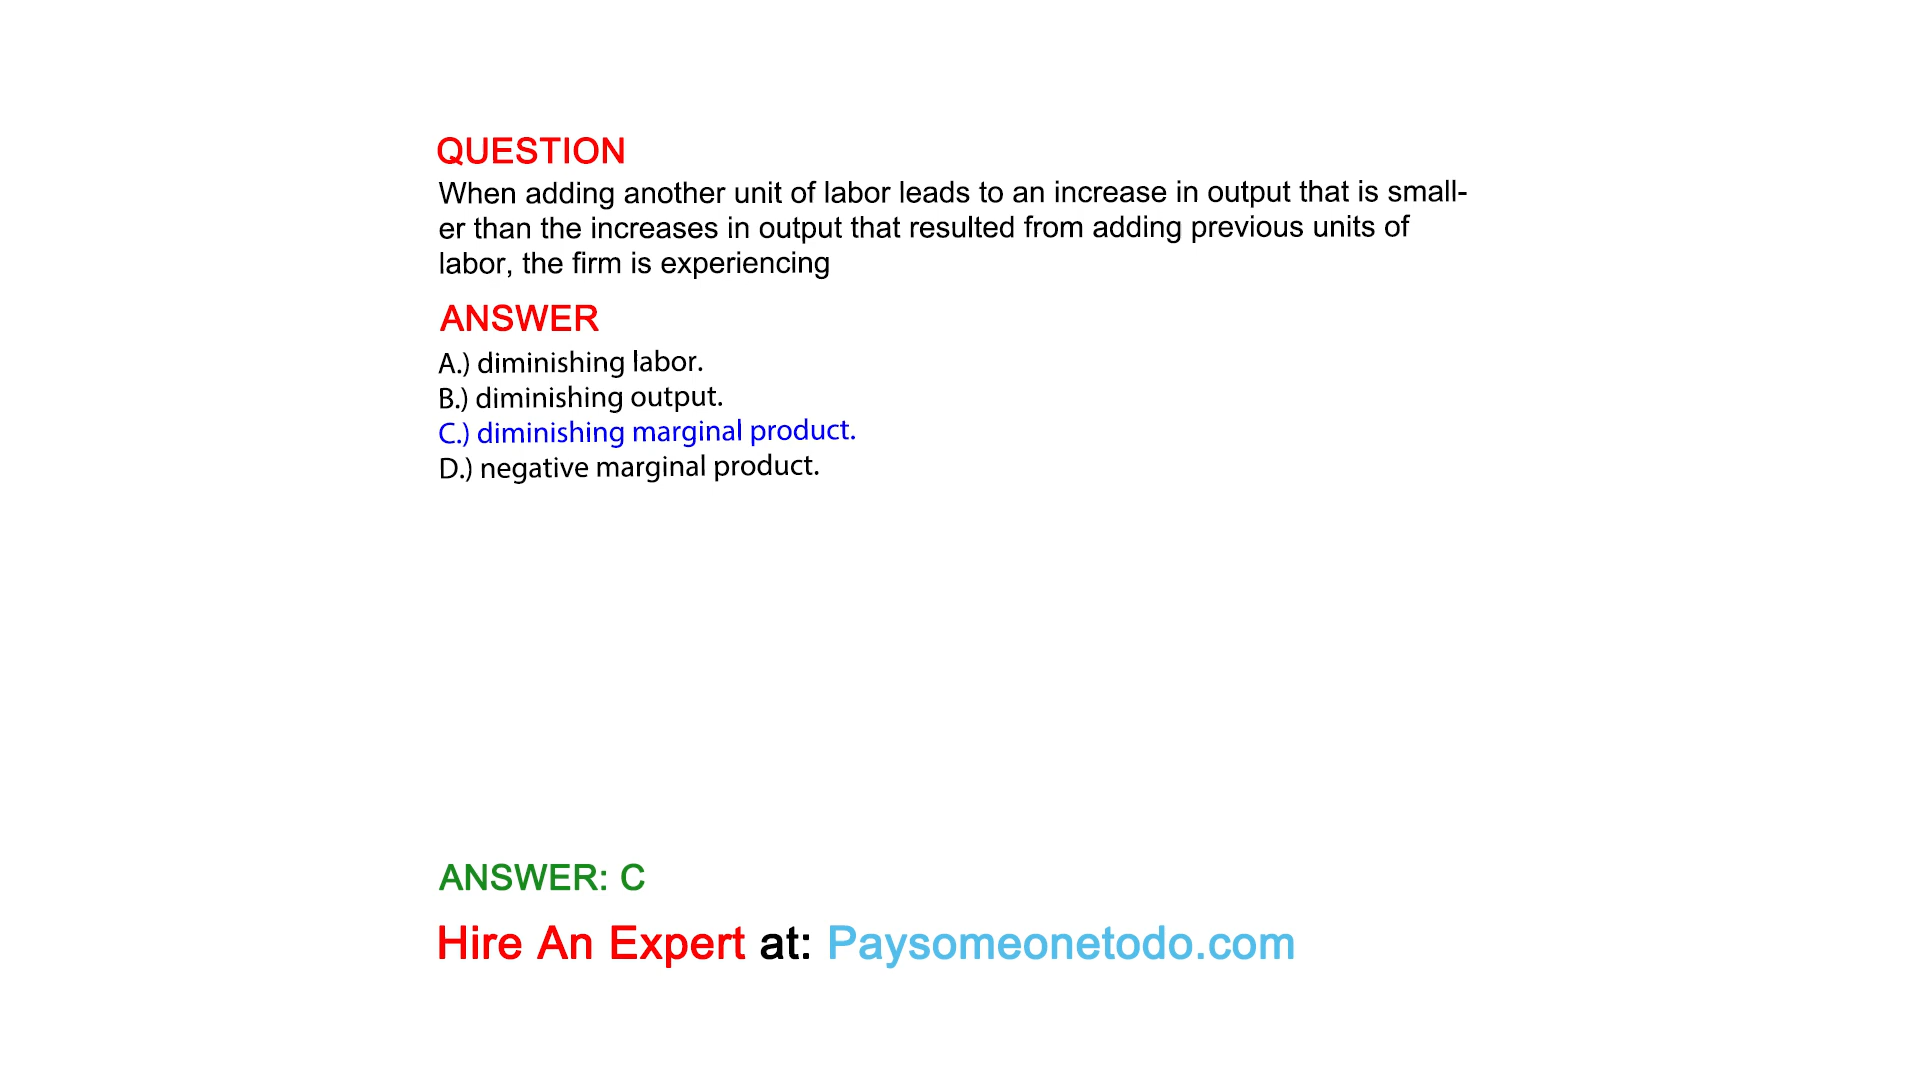 QUESTION
When adding another unit of labor leads to an increase in output that is small-
er than the increases in output that resulted from adding previous units of
labor, the firm is experiencing
ANSWER
A.) diminishing labor.
B.) diminishing output.
C.) diminishing marginal product.
D.) negative marginal product.
ANSWER: C
Hire An Expert at: Paysomeonetodo.com